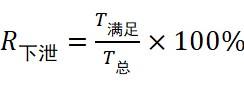 R下泄 = T满足/T总 × 100%